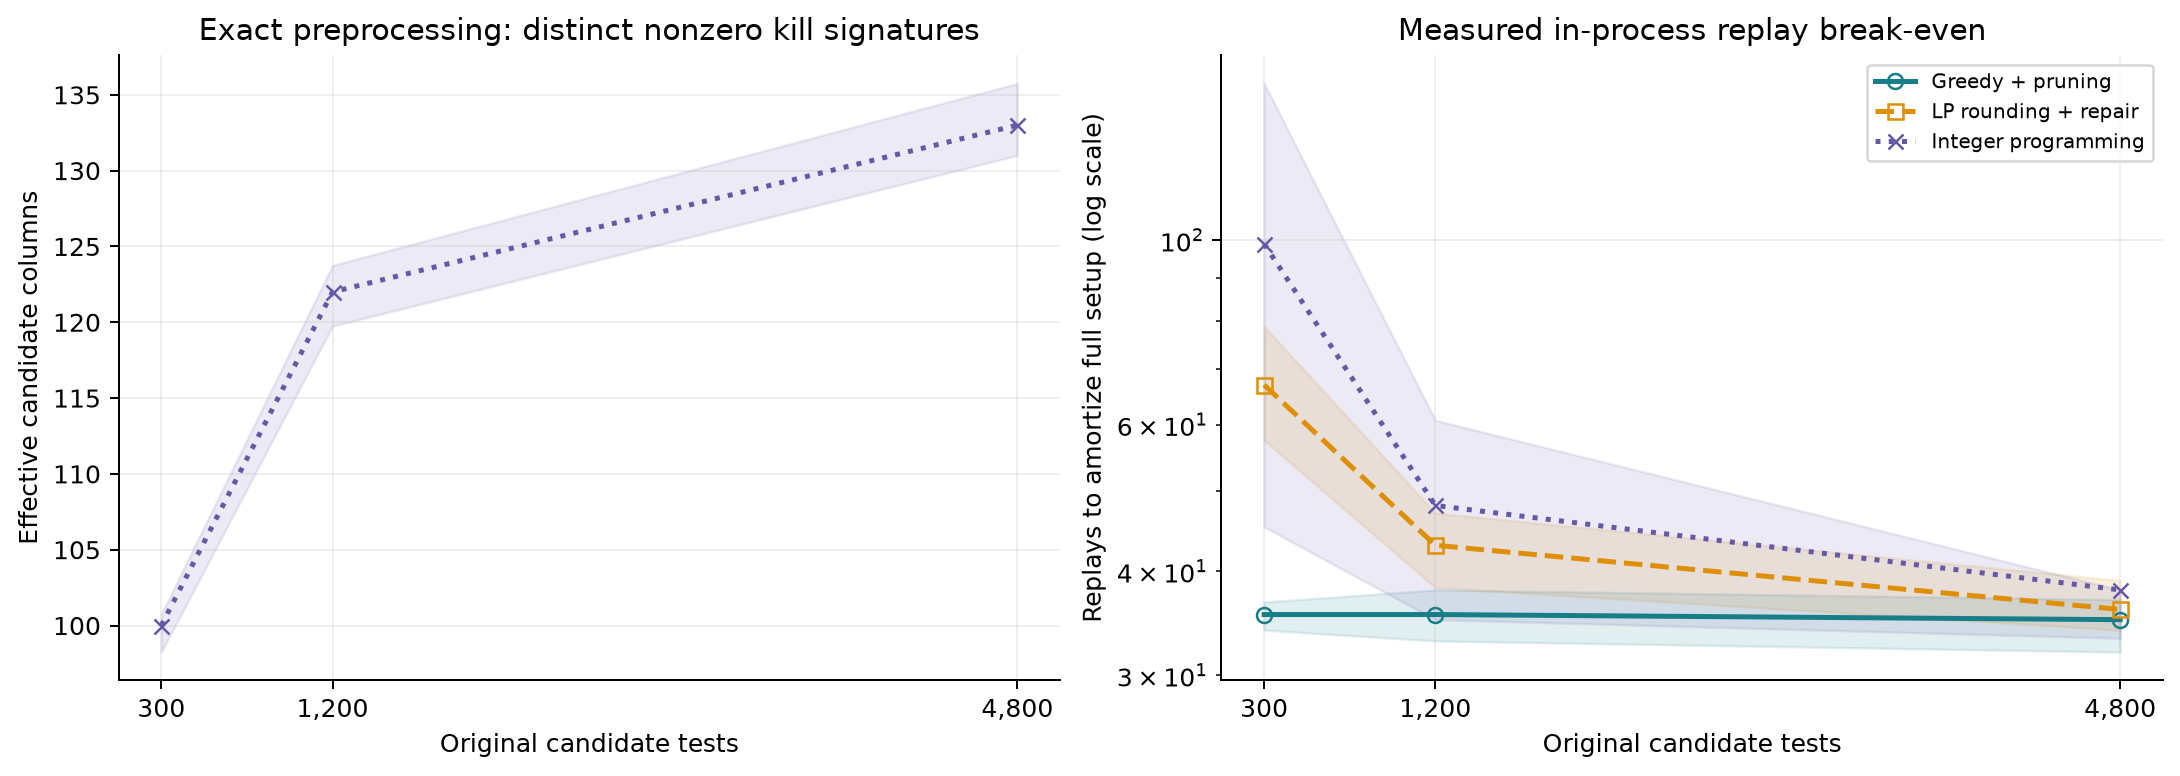 Exact preprocessing: distinct nonzero kill signatures
Effective candidate columns
135
130
125
120
115
110
105
100
300
1,200
4,800
Original candidate tests
Measured in-process replay break-even
Replays to amortize full setup (log scale)
10²
6 × 10¹
4 × 10¹
3 × 10¹
Greedy + pruning
LP rounding + repair
Integer programming
300
1,200
4,800
Original candidate tests